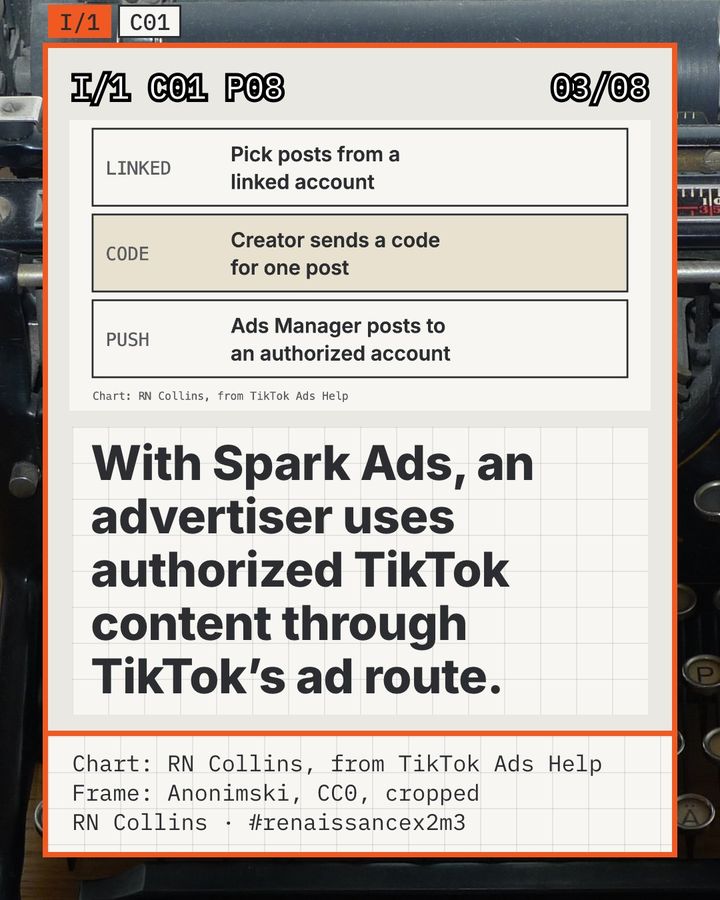 I/1 C01
I/1 C01 P08 03/08
LINKED
Pick posts from a
linked account
CODE
Creator sends a code
for one post
PUSH
Ads Manager posts to
an authorized account
Chart: RN Collins, from TikTok Ads Help
With Spark Ads, an
advertiser uses
authorized TikTok
content through
TikTok’s ad route.
Chart: RN Collins, from TikTok Ads Help
Frame: Anonimski, CC0, cropped
RN Collins · #renaissancex2m3
P
Ä